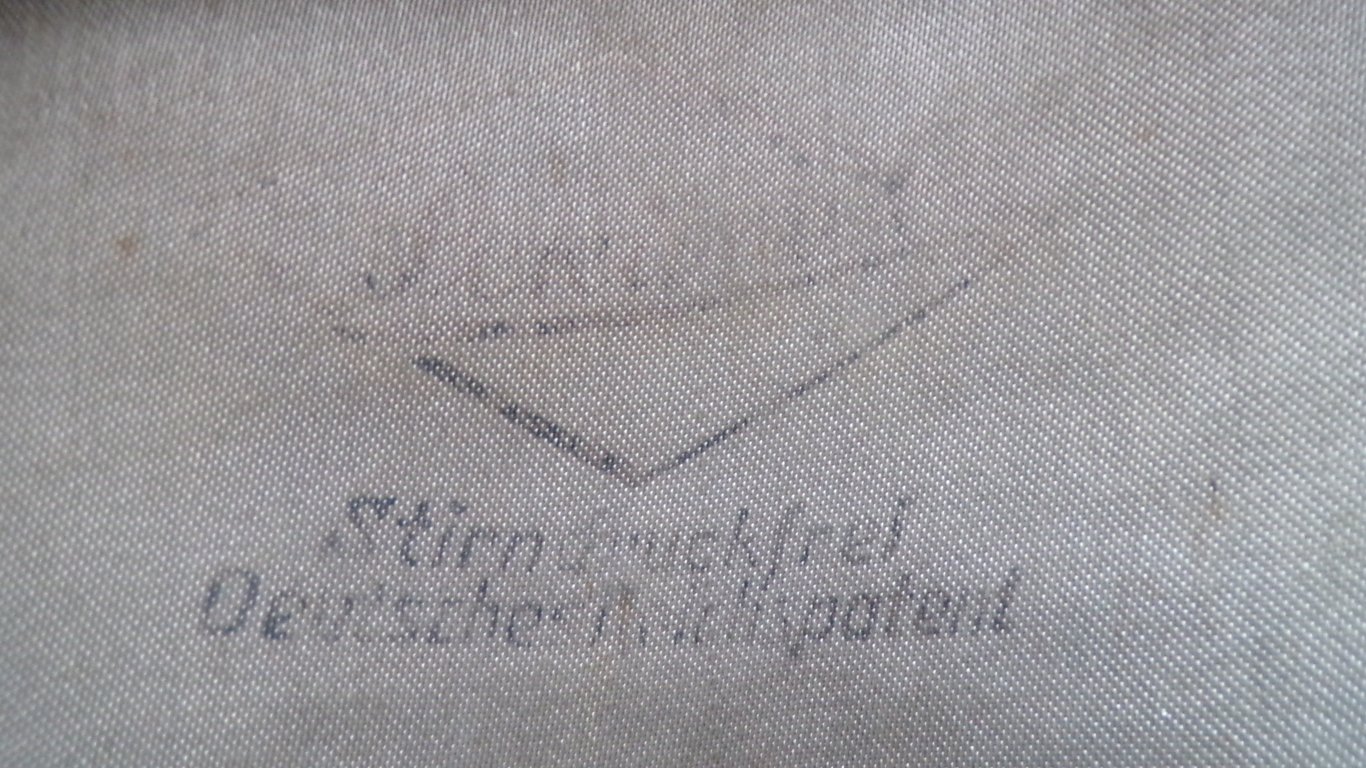 Stirndruckfrei
Deutsches Reichspatent